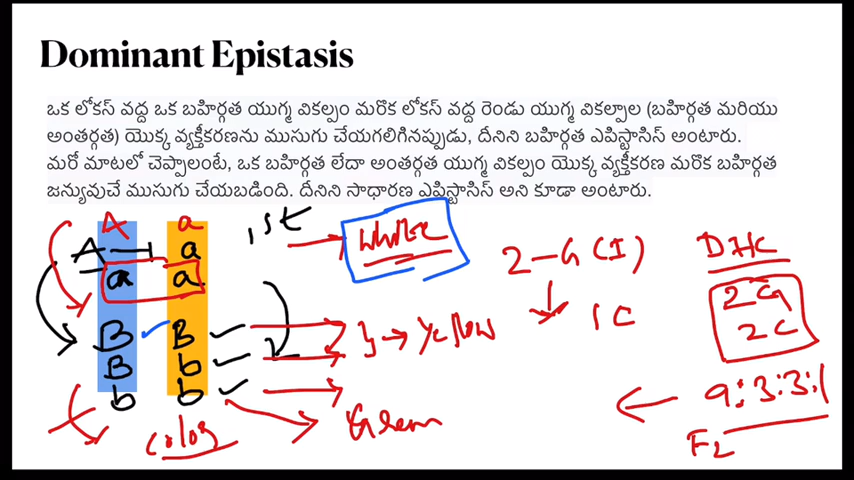 Dominant Epistasis
ఒక లోకస్ వద్ద ఒక బహిర్గత యుగ్మ వికల్పం మరొక లోకస్ వద్ద రెండు యుగ్మ వికల్పాల (బహిర్గత మరియు
అంతర్గత) యొక్క వ్యక్తీకరణను ముసుగు చేయగలిగినప్పుడు, దీనిని బహిర్గత ఎపిస్టాసిస్ అంటారు.
మరో మాటలో చెప్పాలంటే, ఒక బహిర్గత లేదా అంతర్గత యుగ్మ వికల్పం యొక్క వ్యక్తీకరణ మరొక బహిర్గత
జన్యువుచే ముసుగు చేయబడింది. దీనిని సాధారణ ఎపిస్టాసిస్ అని కూడా అంటారు.
A a
A a
a a
B B
B b
b b
color
1st
white
2
} → Yellow
Green
2-G (I)
1C
DHC
2G
2C
9:3:3:1
F2